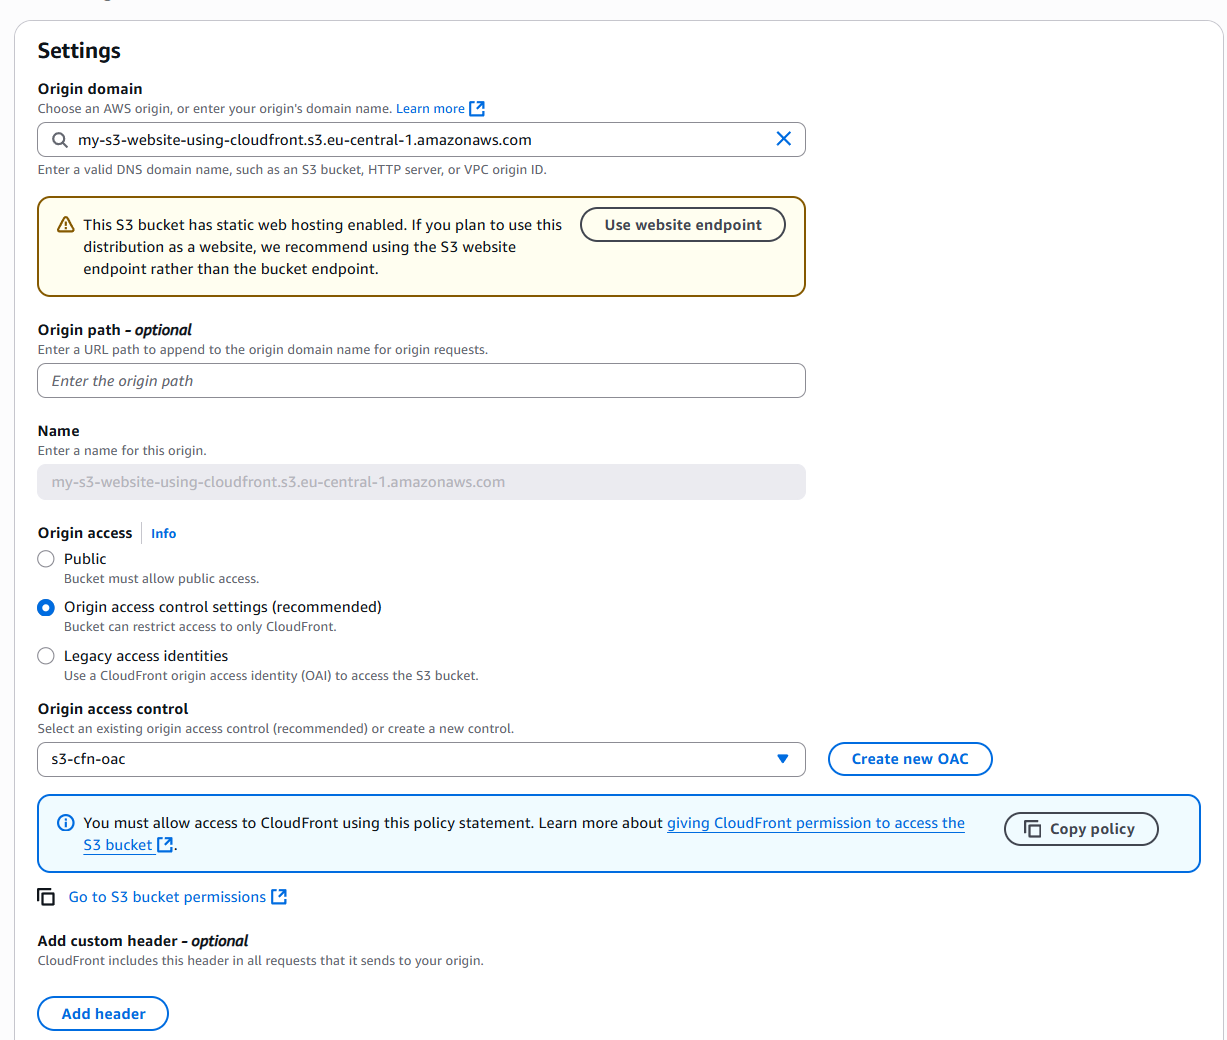 Settings
Origin domain
Choose an AWS origin, or enter your origin's domain name. Learn more
my-s3-website-using-cloudfront.s3.eu-central-1.amazonaws.com
Enter a valid DNS domain name, such as an S3 bucket, HTTP server, or VPC origin ID.
This S3 bucket has static web hosting enabled. If you plan to use this
distribution as a website, we recommend using the S3 website
endpoint rather than the bucket endpoint.
Use website endpoint
Origin path - optional
Enter a URL path to append to the origin domain name for origin requests.
Enter the origin path
Name
Enter a name for this origin.
my-s3-website-using-cloudfront.s3.eu-central-1.amazonaws.com
Origin access Info
Public
Bucket must allow public access.
Origin access control settings (recommended)
Bucket can restrict access to only CloudFront.
Legacy access identities
Use a CloudFront origin access identity (OAI) to access the S3 bucket.
Origin access control
Select an existing origin access control (recommended) or create a new control.
s3-cfn-oac
Create new OAC
You must allow access to CloudFront using this policy statement. Learn more about giving CloudFront permission to access the
S3 bucket.
Copy policy
Go to S3 bucket permissions
Add custom header - optional
CloudFront includes this header in all requests that it sends to your origin.
Add header